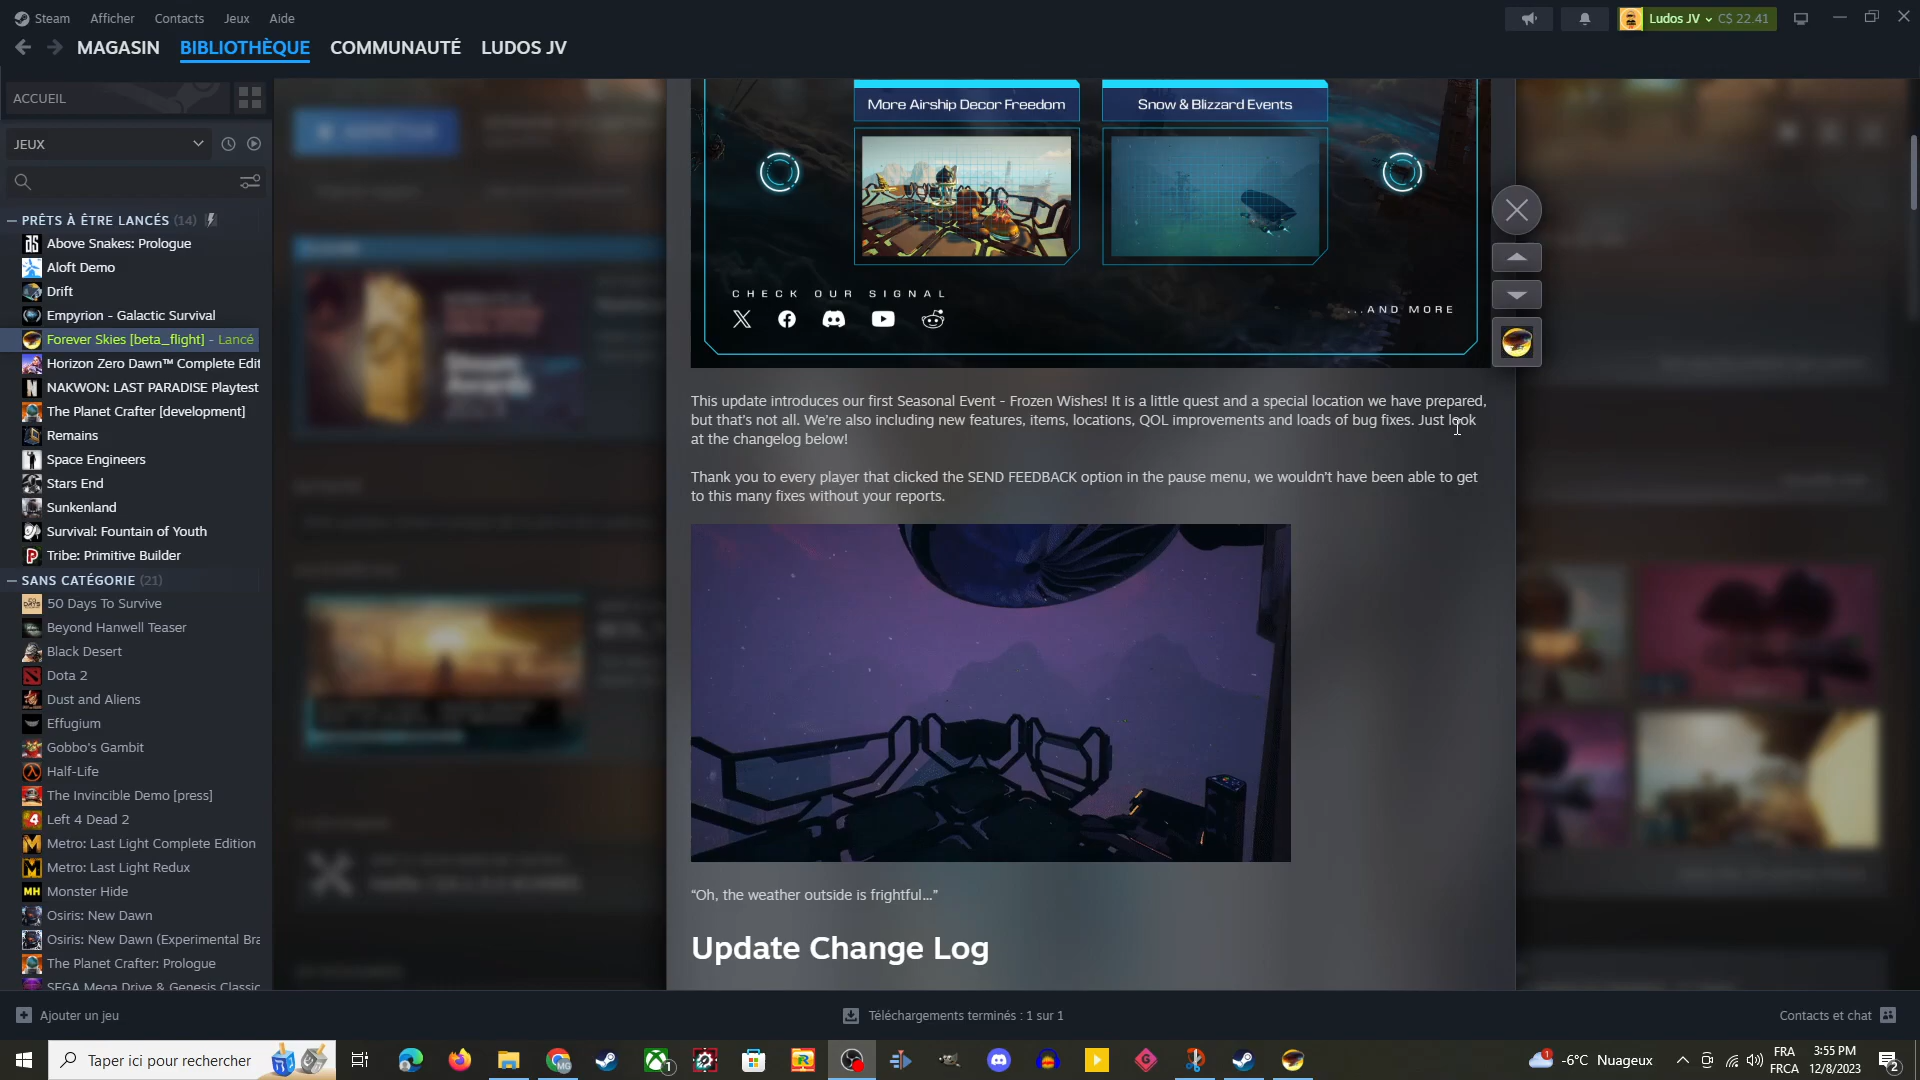 Steam Afficher Contacts Jeux Aide
Ludos JV C$ 22.41
MAGASIN BIBLIOTHÈQUE COMMUNAUTÉ LUDOS JV
ACCUEIL
JEUX
PRÊTS À ÊTRE LANCÉS (14)
Above Snakes: Prologue
Aloft Demo
Drift
Empyrion - Galactic Survival
Forever Skies [beta_flight] - Lancé
Horizon Zero Dawn™ Complete Edit
NAKWON: LAST PARADISE Playtest
The Planet Crafter [development]
Remains
Space Engineers
Stars End
Sunkenland
Survival: Fountain of Youth
Tribe: Primitive Builder
SANS CATÉGORIE (21)
50 Days To Survive
Beyond Hanwell Teaser
Black Desert
Dota 2
Dust and Aliens
Effugium
Gobbo's Gambit
Half-Life
The Invincible Demo [press]
Left 4 Dead 2
Metro: Last Light Complete Edition
Metro: Last Light Redux
Monster Hide
Osiris: New Dawn
Osiris: New Dawn (Experimental Bra
The Planet Crafter: Prologue
SEGA Mega Drive & Genesis Classic
More Airship Decor Freedom
Snow & Blizzard Events
CHECK OUR SIGNAL
...AND MORE
This update introduces our first Seasonal Event - Frozen Wishes! It is a little quest and a special location we have prepared,
but that's not all. We're also including new features, items, locations, QOL improvements and loads of bug fixes. Just look
at the changelog below!
Thank you to every player that clicked the SEND FEEDBACK option in the pause menu, we wouldn't have been able to get
to this many fixes without your reports.
“Oh, the weather outside is frightful...”
Update Change Log
Ajouter un jeu
Téléchargements terminés : 1 sur 1
Contacts et chat
Taper ici pour rechercher
-6°C Nuageux
FRA
FRCA
3:55 PM
12/8/2023